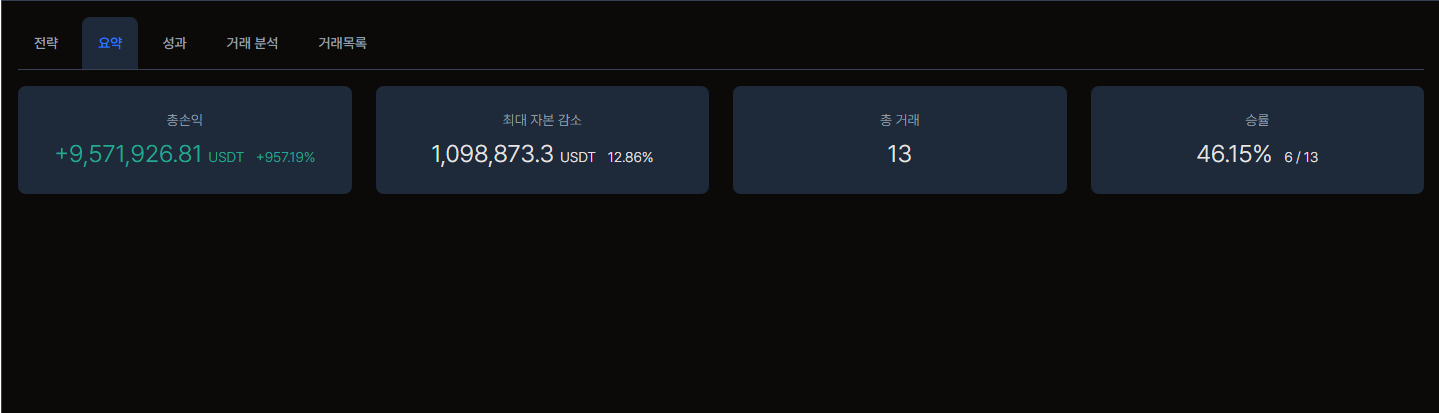 전략 요약 성과 거래 분석 거래목록
총손익 최대 자본 감소 총 거래 승률
+9,571,926.81 USDT +957.19% 1,098,873.3 USDT 12.86% 13 46.15% 6 / 13